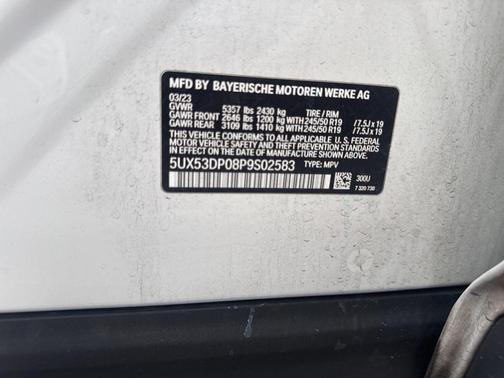 MFD BY BAYERISCHE MOTOREN WERKE AG
03/23
GVWR 5357 lbs 2430 kg TIRE / RIM
GAWR FRONT 2646 lbs 1200 kg WITH 245/50 R19 /7.5J x 19
GAWR REAR 3109 lbs 1410 kg WITH 245/50 R19 /7.5J x 19
THIS VEHICLE CONFORMS TO ALL APPLICABLE U. S. FEDERAL
MOTOR VEHICLE SAFETY AND THEFT PREVENTION STANDARDS
IN EFFECT ON THE DATE OF MANUFACTURE SHOWN ABOVE.
5UX53DP08P9S02583 TYPE: MPV
300U
7 320 730